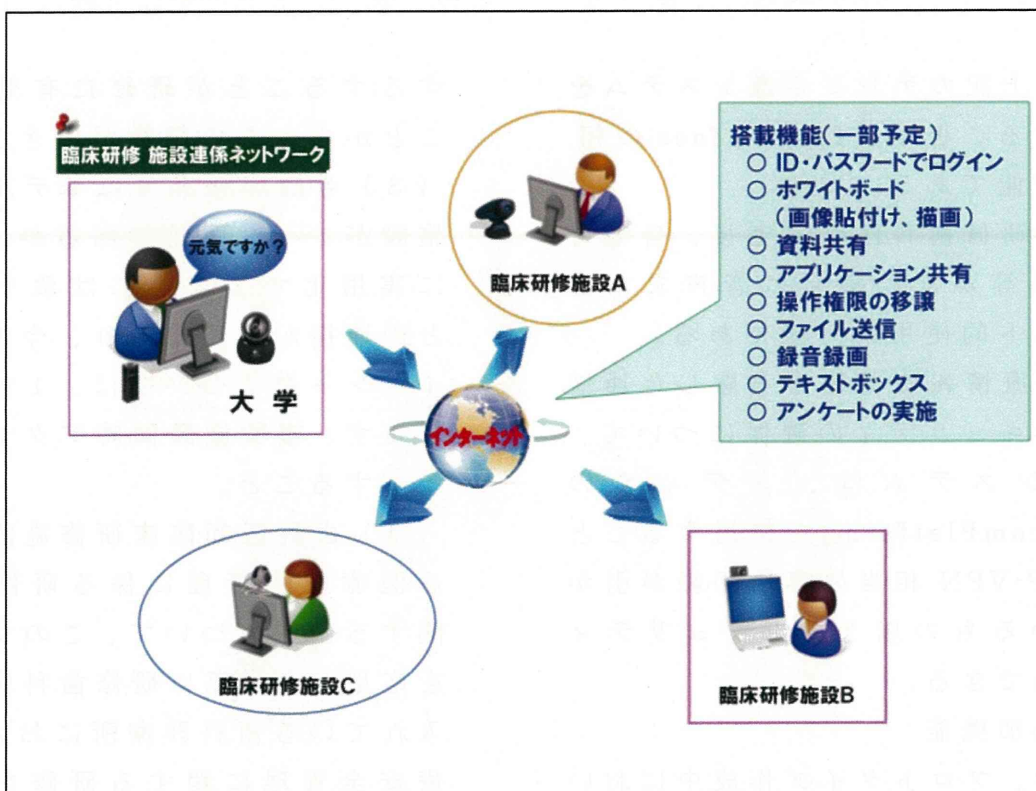 臨床研修 施設連係ネットワーク
元気ですか？
大 学
臨床研修施設A
搭載機能（一部予定）
○ ID・パスワードでログイン
○ ホワイトボード
（画像貼付け、描画）
○ 資料共有
○ アプリケーション共有
○ 操作権限の移譲
○ ファイル送信
○ 録音録画
○ テキストボックス
○ アンケートの実施
インターネット
臨床研修施設C
臨床研修施設B